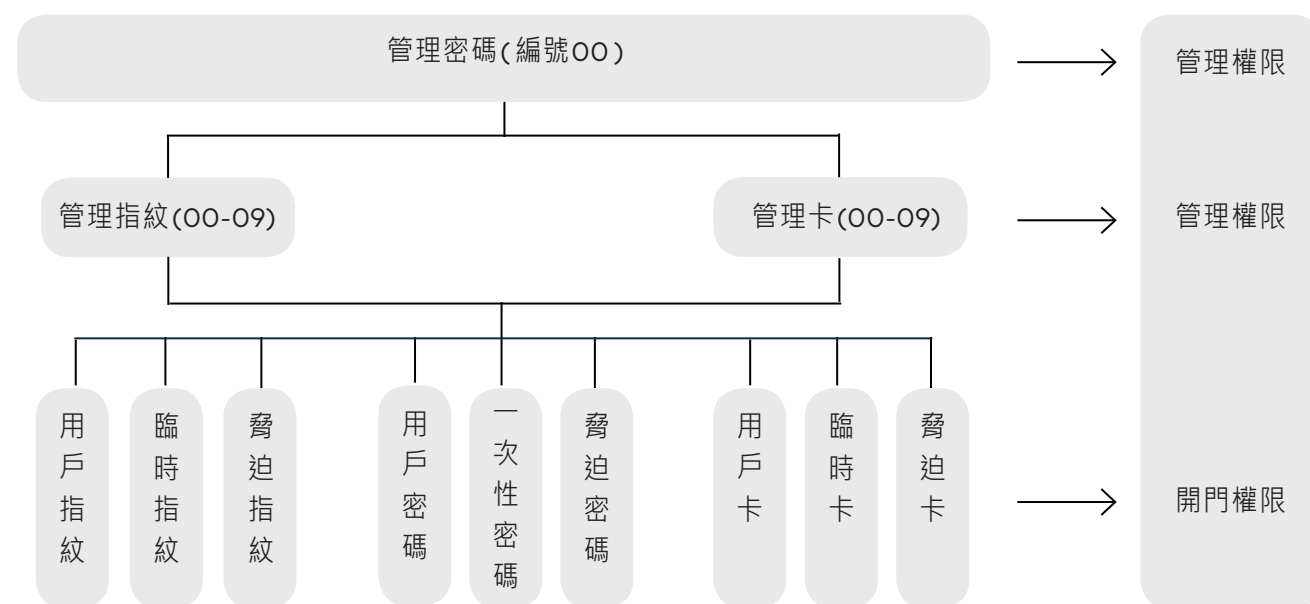 管理密碼(編號00)
管理權限
管理指紋(00-09)
管理卡(00-09)
管理權限
用戶指紋
臨時指紋
脅迫指紋
用戶密碼
一次性密碼
脅迫密碼
用戶卡
臨時卡
脅迫卡
開門權限